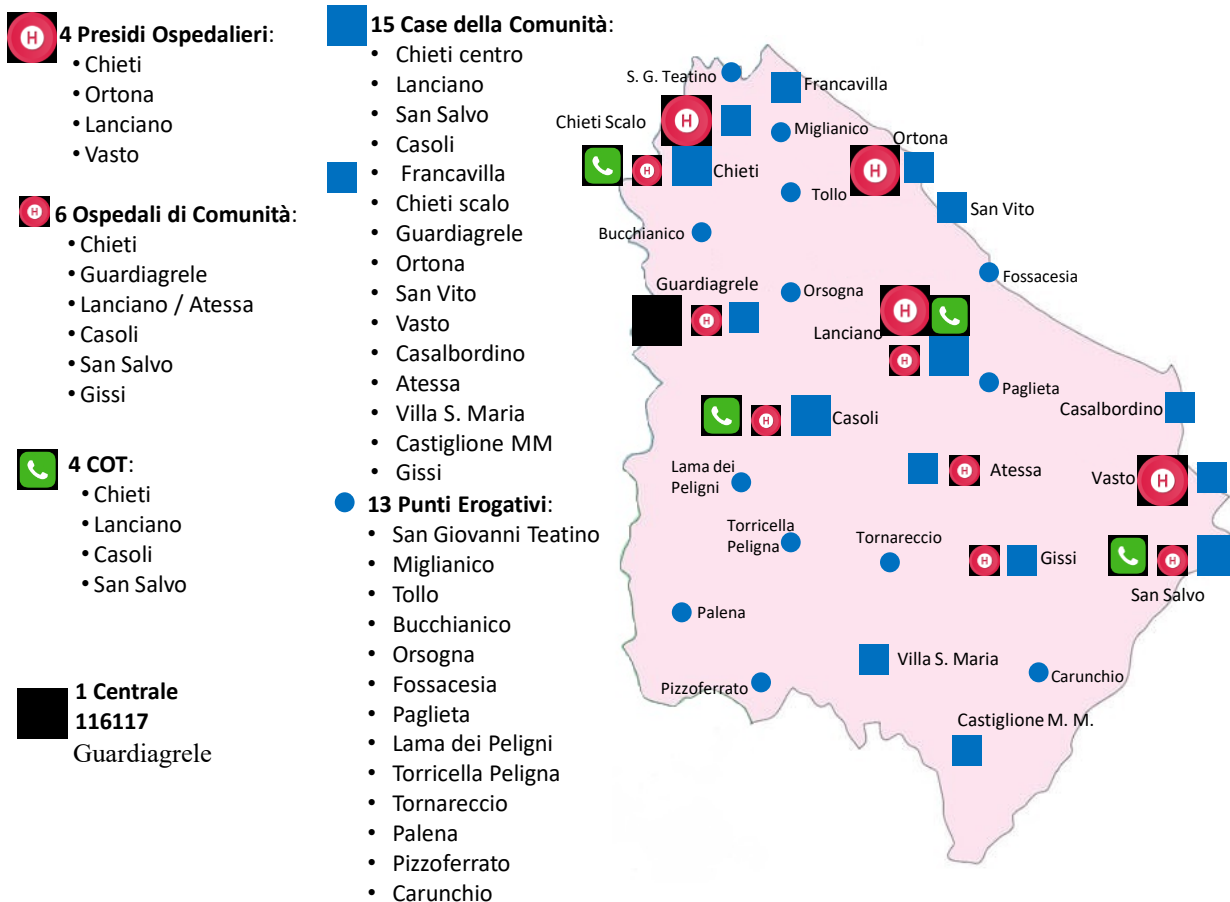 4 Presidi Ospedalieri:
• Chieti
• Ortona
• Lanciano
• Vasto
6 Ospedali di Comunità:
• Chieti
• Guardiagrele
• Lanciano / Atessa
• Casoli
• San Salvo
• Gissi
4 COT:
• Chieti
• Lanciano
• Casoli
• San Salvo
1 Centrale
116117
Guardiagrele
15 Case della Comunità:
• Chieti centro
• Lanciano
• San Salvo
• Casoli
• Francavilla
• Chieti scalo
• Guardiagrele
• Ortona
• San Vito
• Vasto
• Casalbordino
• Atessa
• Villa S. Maria
• Castiglione MM
• Gissi
13 Punti Erogativi:
• San Giovanni Teatino
• Miglianico
• Tollo
• Bucchianico
• Orsogna
• Fossacesia
• Paglieta
• Lama dei Peligni
• Torricella Peligna
• Tornareccio
• Palena
• Pizzoferrato
• Carunchio
S. G. Teatino
Francavilla
Chieti Scalo
H
Miglianico
Ortona
H
H
Chieti
Tollo
San Vito
Bucchianico
Fossacesia
Guardiagrele
Orsogna
H
H
Lanciano
H
Paglieta
Casalbordino
H
Casoli
Lama dei
Peligni
H
Atessa
Vasto
H
Torricella
Peligna
Tornareccio
H
Gissi
H
San Salvo
Palena
Villa S. Maria
Carunchio
Pizzoferrato
Castiglione M. M.
H
H